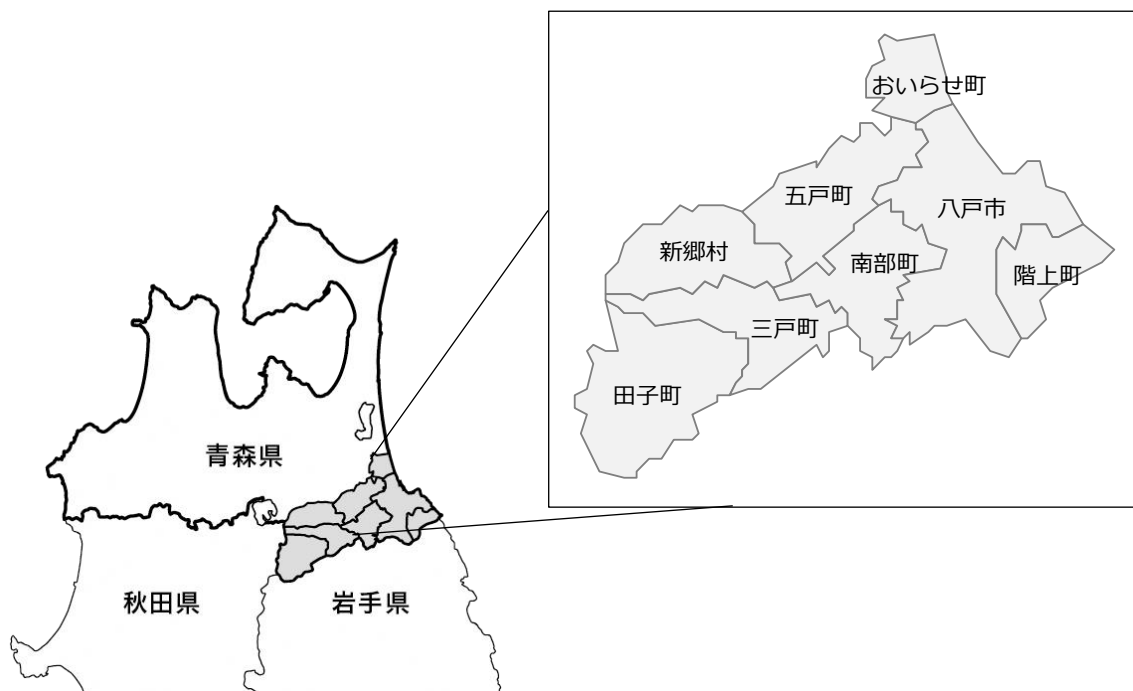 おいらせ町
五戸町
八戸市
新郷村
南部町
階上町
三戸町
田子町
青森県
秋田県
岩手県